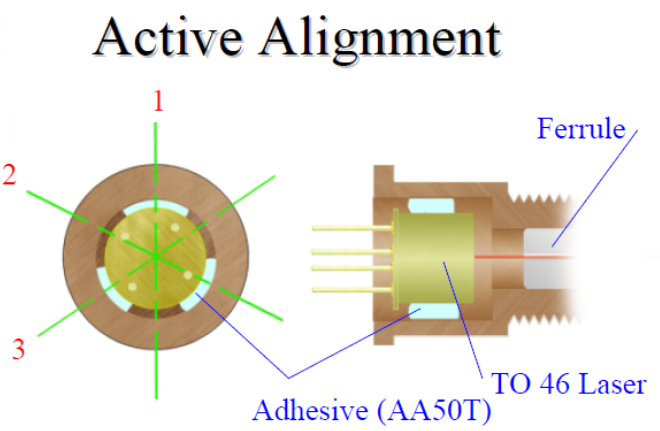 Active Alignment
1
2
3
Ferrule
TO 46 Laser
Adhesive (AA50T)